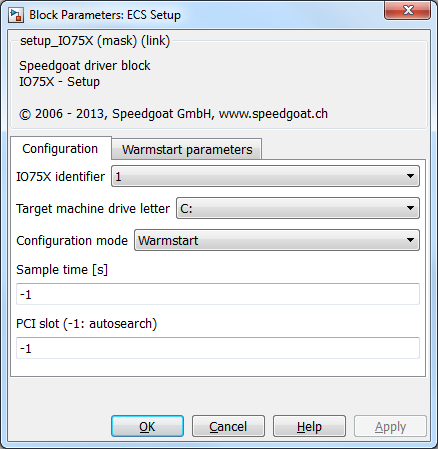 Block Parameters: ECS Setup
setup_IO75X (mask) (link)
Speedgoat driver block
IO75X - Setup
© 2006 - 2013, Speedgoat GmbH, www.speedgoat.ch
Configuration Warmstart parameters
IO75X identifier 1
Target machine drive letter C:
Configuration mode Warmstart
Sample time [s]
-1
PCI slot (-1: autosearch)
-1
OK Cancel Help Apply